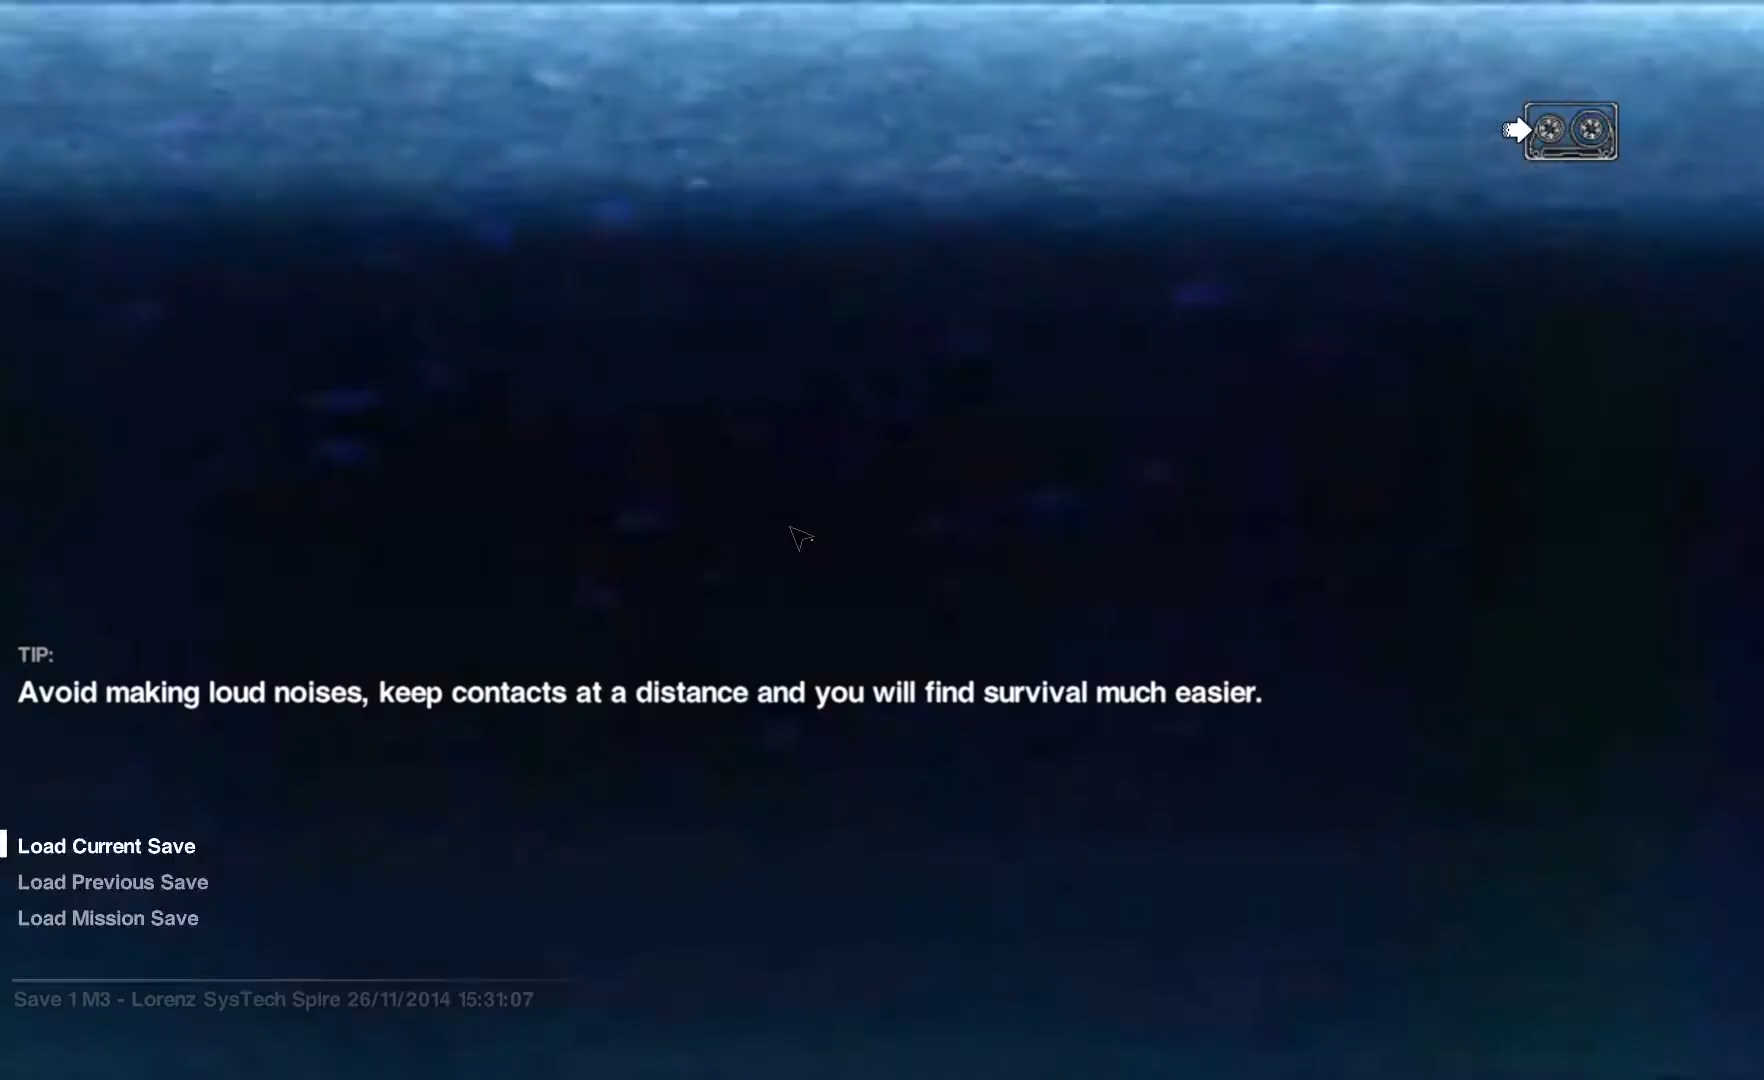 TIP:
Avoid making loud noises, keep contacts at a distance and you will find survival much easier.
Load Current Save
Load Previous Save
Load Mission Save
Save 1 M3 - Lorenz SysTech Spire 26/11/2014 15:31:07